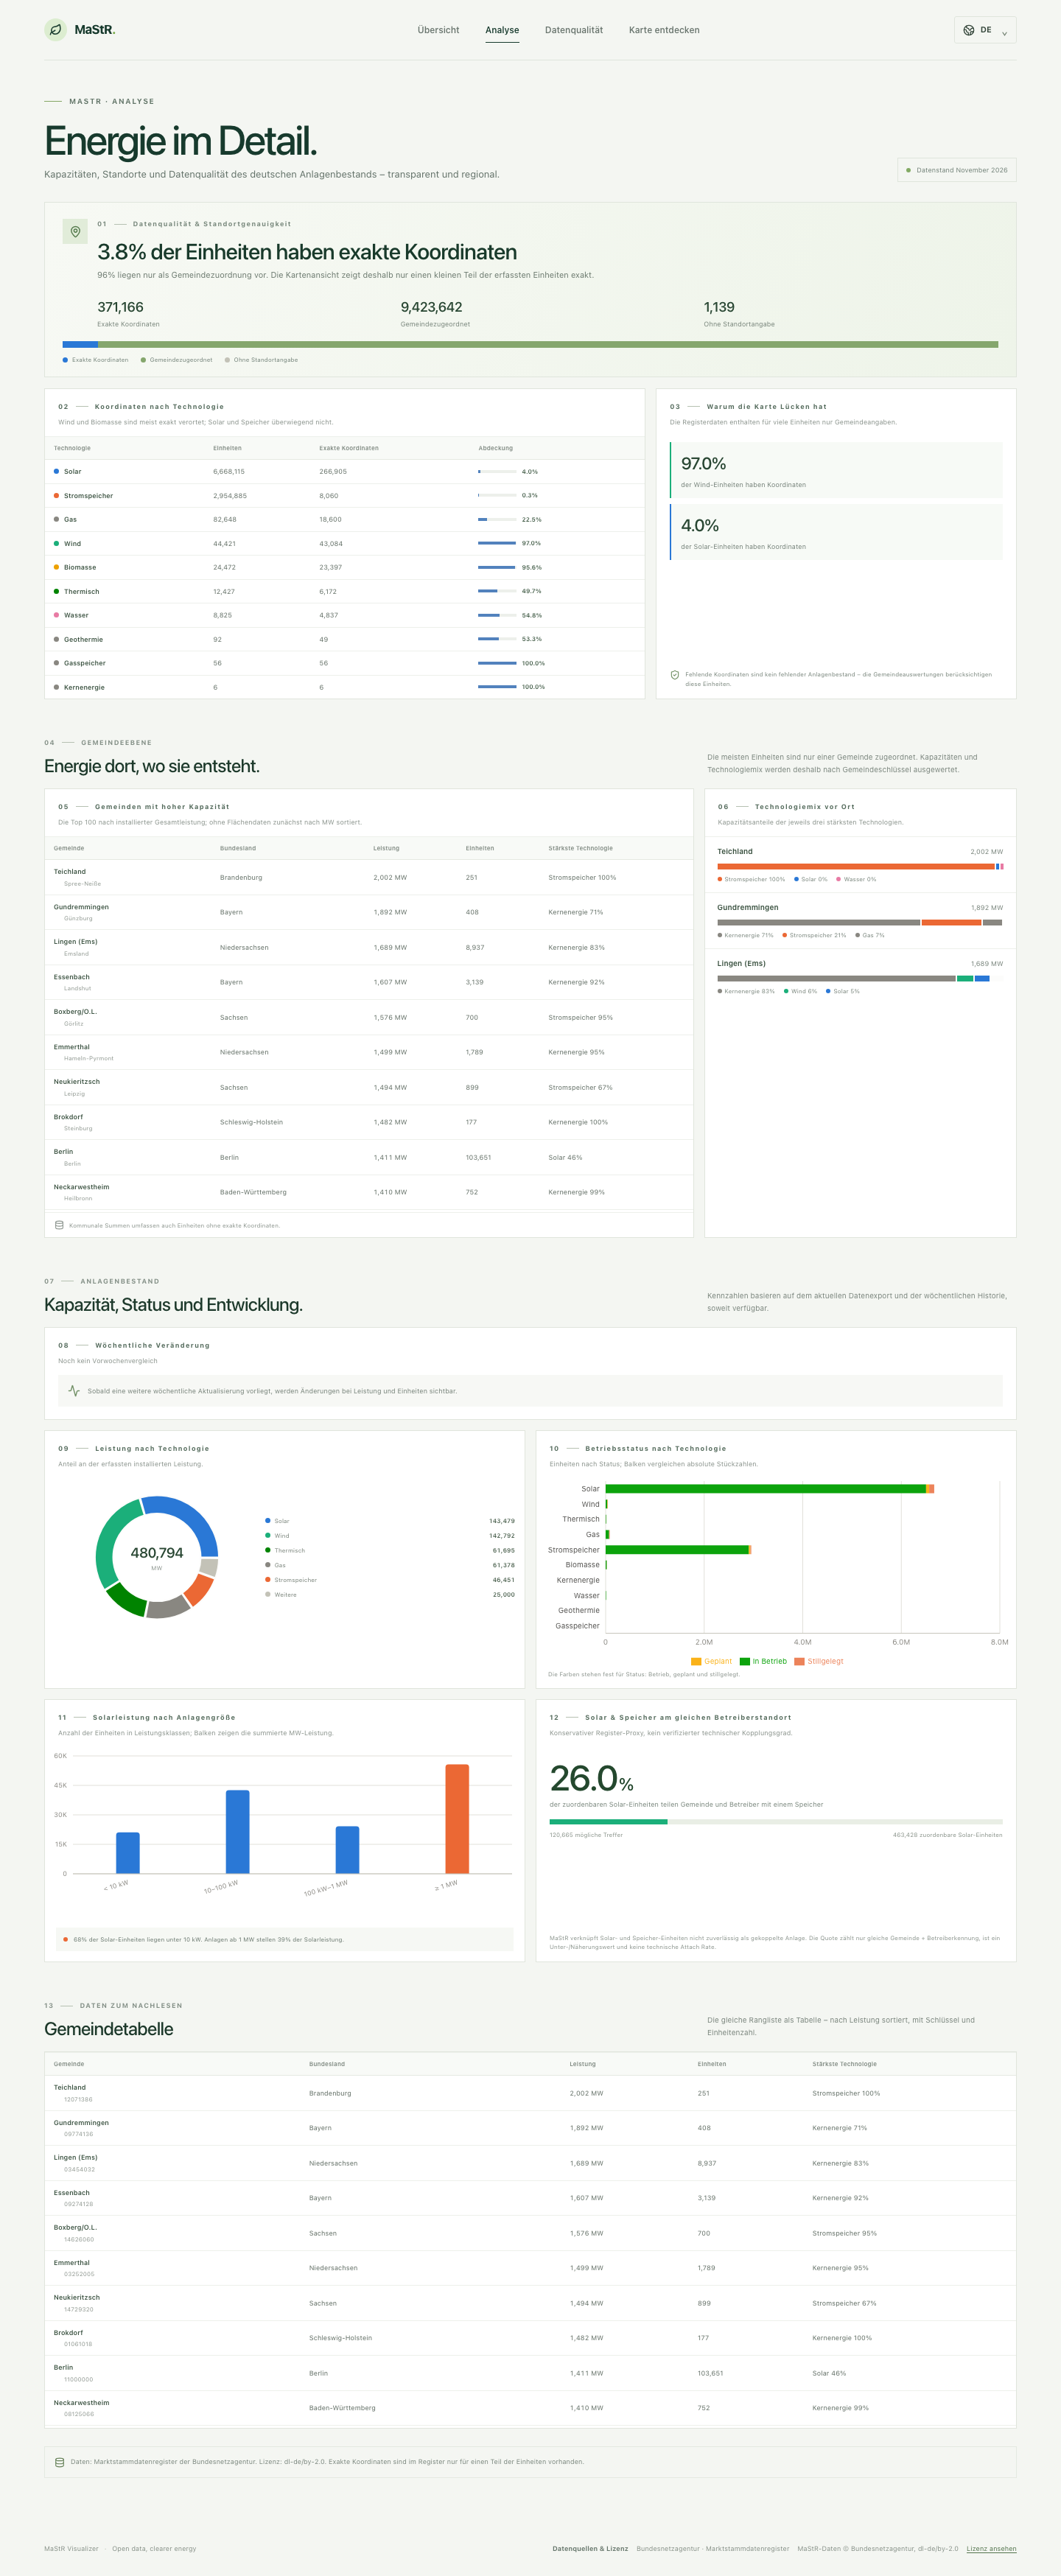 MaStR.
Übersicht
Analyse
Datenqualität
Karte entdecken
DE
MASTR · ANALYSE
Energie im Detail.
Kapazitäten, Standorte und Datenqualität des deutschen Anlagenbestands – transparent und regional.
Datenstand November 2026
01 Datenqualität & Standortgenauigkeit
3.8% der Einheiten haben exakte Koordinaten
96% liegen nur als Gemeindezuordnung vor. Die Kartenansicht zeigt deshalb nur einen kleinen Teil der erfassten Einheiten exakt.
371,166 9,423,642 1,139
Exakte Koordinaten Gemeindezugeordnet Ohne Standortangabe
Exakte Koordinaten Gemeindezugeordnet Ohne Standortangabe
02 Koordinaten nach Technologie
Wind und Biomasse sind meist exakt verortet; Solar und Speicher überwiegend nicht.
Technologie Einheiten Exakte Koordinaten Abdeckung
Solar 6,668,115 266,905 4.0%
Stromspeicher 2,954,885 8,060 0.3%
Gas 82,648 18,600 22.5%
Wind 44,421 43,084 97.0%
Biomasse 24,472 23,397 95.6%
Thermisch 12,427 6,172 49.7%
Wasser 8,825 4,837 54.8%
Geothermie 92 49 53.3%
Gasspeicher 56 56 100.0%
Kernenergie 6 6 100.0%
03 Warum die Karte Lücken hat
Die Registerdaten enthalten für viele Einheiten nur Gemeindeangaben.
97.0%
der Wind-Einheiten haben Koordinaten
4.0%
der Solar-Einheiten haben Koordinaten
Fehlende Koordinaten sind kein fehlender Anlagenbestand – die Gemeindeauswertungen berücksichtigen
diese Einheiten.
04 GEMEINDEEBENE
Energie dort, wo sie entsteht.
Die meisten Einheiten sind nur einer Gemeinde zugeordnet. Kapazitäten und
Technologiemix werden deshalb nach Gemeindeschlüssel ausgewertet.
05 Gemeinden mit hoher Kapazität
Die Top 100 nach installierter Gesamtleistung; ohne Flächendaten zunächst nach MW sortiert.
Gemeinde Bundesland Leistung Einheiten Stärkste Technologie
Teichland
Spree-Neiße
Brandenburg 2,002 MW 251 Stromspeicher 100%
Gundremmingen
Günzburg
Bayern 1,892 MW 408 Kernenergie 71%
Lingen (Ems)
Emsland
Niedersachsen 1,689 MW 8,937 Kernenergie 83%
Essenbach
Landshut
Bayern 1,607 MW 3,139 Kernenergie 92%
Boxberg/O.L.
Görlitz
Sachsen 1,576 MW 700 Stromspeicher 95%
Emmerthal
Hameln-Pyrmont
Niedersachsen 1,499 MW 1,789 Kernenergie 95%
Neukieritzsch
Leipzig
Sachsen 1,494 MW 899 Stromspeicher 67%
Brokdorf
Steinburg
Schleswig-Holstein 1,482 MW 177 Kernenergie 100%
Berlin
Berlin
Berlin 1,411 MW 103,651 Solar 46%
Neckarwestheim
Heilbronn
Baden-Württemberg 1,410 MW 752 Kernenergie 99%
Kommunale Summen umfassen auch Einheiten ohne exakte Koordinaten.
06 Technologiemix vor Ort
Kapazitätsanteile der jeweils drei stärksten Technologien.
Teichland 2,002 MW
Stromspeicher 100% Solar 0% Wasser 0%
Gundremmingen 1,892 MW
Kernenergie 71% Stromspeicher 21% Gas 7%
Lingen (Ems) 1,689 MW
Kernenergie 83% Wind 6% Solar 5%
07 ANLAGENBESTAND
Kapazität, Status und Entwicklung.
Kennzahlen basieren auf dem aktuellen Datenexport und der wöchentlichen Historie,
soweit verfügbar.
08 Wöchentliche Veränderung
Noch kein Vorwochenvergleich
Sobald eine weitere wöchentliche Aktualisierung vorliegt, werden Änderungen bei Leistung und Einheiten sichtbar.
09 Leistung nach Technologie
Anteil an der erfassten installierten Leistung.
480,794
MW
Solar 143,479
Wind 142,792
Thermisch 61,695
Gas 61,378
Stromspeicher 46,451
Weitere 25,000
10 Betriebsstatus nach Technologie
Einheiten nach Status; Balken vergleichen absolute Stückzahlen.
Solar
Wind
Thermisch
Gas
Stromspeicher
Biomasse
Kernenergie
Wasser
Geothermie
Gasspeicher
0 2.0M 4.0M 6.0M 8.0M
Geplant In Betrieb Stillgelegt
Die Farben stehen fest für Status: Betrieb, geplant und stillgelegt.
11 Solarleistung nach Anlagengröße
Anzahl der Einheiten in Leistungsklassen; Balken zeigen die summierte MW-Leistung.
60K
45K
30K
15K
0
< 10 kW 10–100 kW 100 kW–1 MW ≥ 1 MW
68% der Solar-Einheiten liegen unter 10 kW. Anlagen ab 1 MW stellen 39% der Solarleistung.
12 Solar & Speicher am gleichen Betreiberstandort
Konservativer Register-Proxy, kein verifizierter technischer Kopplungsgrad.
26.0%
der zuordenbaren Solar-Einheiten teilen Gemeinde und Betreiber mit einem Speicher
120,665 mögliche Treffer 463,428 zuordenbare Solar-Einheiten
MaStR verknüpft Solar- und Speicher-Einheiten nicht zuverlässig als gekoppelte Anlage. Die Quote zählt nur gleiche Gemeinde + Betreiberkennung, ist ein
Unter-/Näherungswert und keine technische Attach Rate.
13 DATEN ZUM NACHLESEN
Gemeindetabelle
Die gleiche Rangliste als Tabelle – nach Leistung sortiert, mit Schlüssel und
Einheitenzahl.
Gemeinde Bundesland Leistung Einheiten Stärkste Technologie
Teichland
12071386
Brandenburg 2,002 MW 251 Stromspeicher 100%
Gundremmingen
09774136
Bayern 1,892 MW 408 Kernenergie 71%
Lingen (Ems)
03454032
Niedersachsen 1,689 MW 8,937 Kernenergie 83%
Essenbach
09274128
Bayern 1,607 MW 3,139 Kernenergie 92%
Boxberg/O.L.
14626060
Sachsen 1,576 MW 700 Stromspeicher 95%
Emmerthal
03252005
Niedersachsen 1,499 MW 1,789 Kernenergie 95%
Neukieritzsch
14729320
Sachsen 1,494 MW 899 Stromspeicher 67%
Brokdorf
01061018
Schleswig-Holstein 1,482 MW 177 Kernenergie 100%
Berlin
11000000
Berlin 1,411 MW 103,651 Solar 46%
Neckarwestheim
08125066
Baden-Württemberg 1,410 MW 752 Kernenergie 99%
Daten: Marktstammdatenregister der Bundesnetzagentur. Lizenz: dl-de/by-2.0. Exakte Koordinaten sind im Register nur für einen Teil der Einheiten vorhanden.
MaStR Visualizer · Open data, clearer energy
Datenquellen & Lizenz Bundesnetzagentur · Marktstammdatenregister MaStR-Daten © Bundesnetzagentur, dl-de/by-2.0 Lizenz ansehen